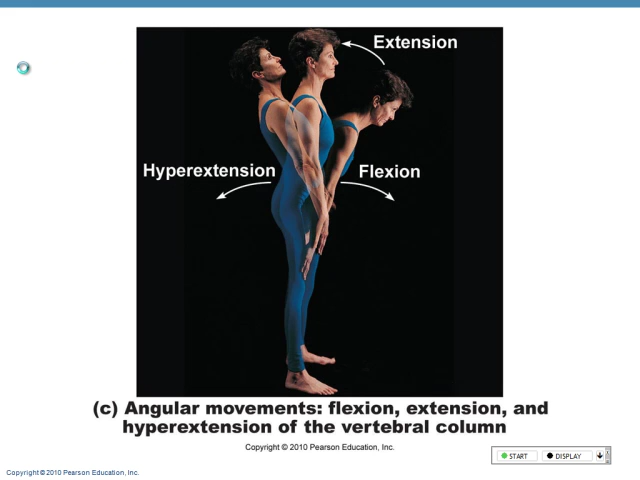 Extension
Hyperextension
Flexion
(c) Angular movements: flexion, extension, and
hyperextension of the vertebral column
Copyright © 2010 Pearson Education, Inc.
START DISPLAY
Copyright © 2010 Pearson Education, Inc.